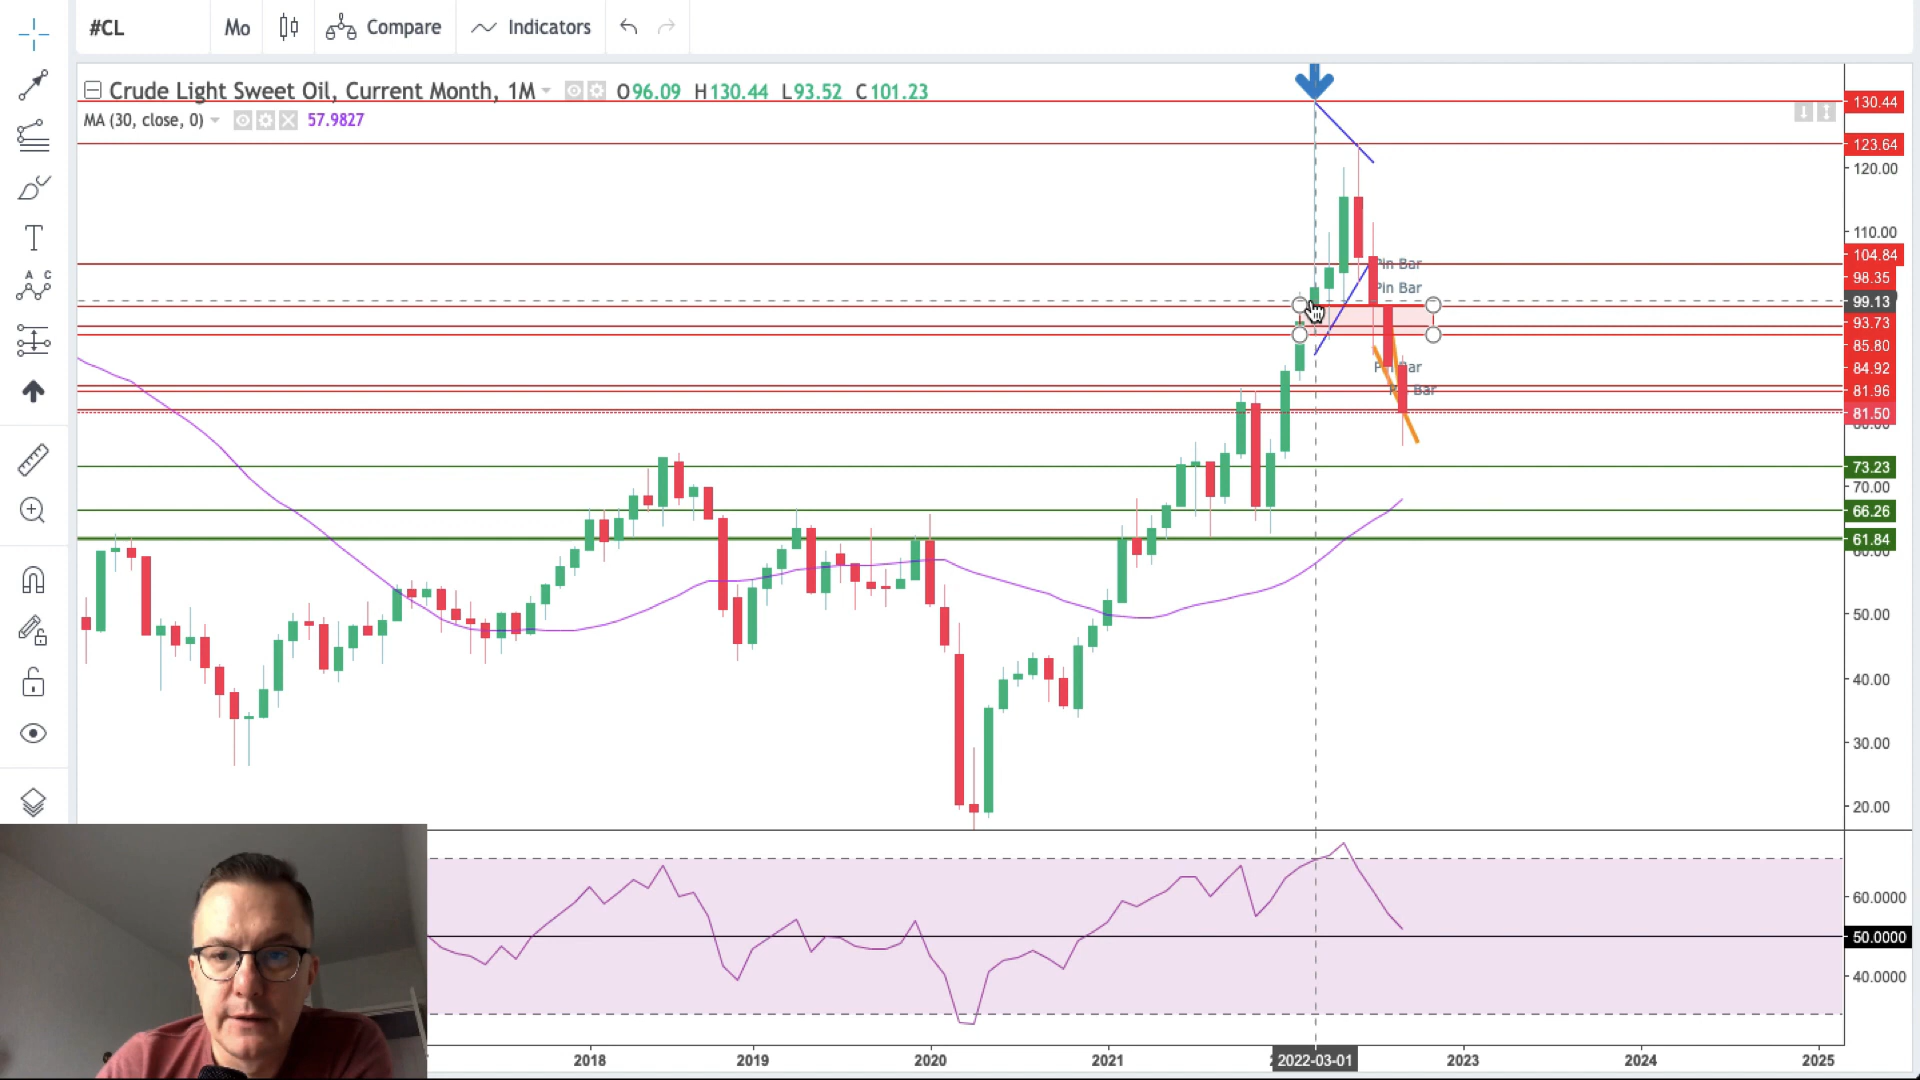 #CL Mo Compare Indicators
Crude Light Sweet Oil, Current Month, 1M O96.09 H130.44 L93.52 C101.23
MA (30, close, 0) 57.9827
130.44
123.64
120.00
110.00
104.84
98.35
99.13
93.73
85.80
84.92
81.96
81.50
73.23
70.00
66.26
61.84
50.00
40.00
30.00
20.00
Pin Bar
Pin Bar
Bar
Bar
A C
T
60.0000
50.0000
40.0000
2018 2019 2020 2021 2022-03-01 2023 2024 2025